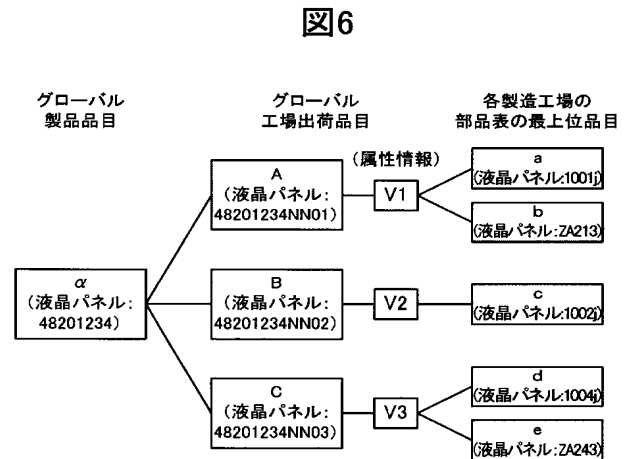 図6
グローバル
製品品目
グローバル
工場出荷品目
各製造工場の
部品表の最上位品目
(属性情報)
α
(液晶パネル:
48201234)
A
(液晶パネル:
48201234NN01)
V1
a
(液晶パネル:1001j)
b
(液晶パネル:ZA213)
B
(液晶パネル:
48201234NN02)
V2
c
(液晶パネル:1002j)
C
(液晶パネル:
48201234NN03)
V3
d
(液晶パネル:1004j)
e
(液晶パネル:ZA243)